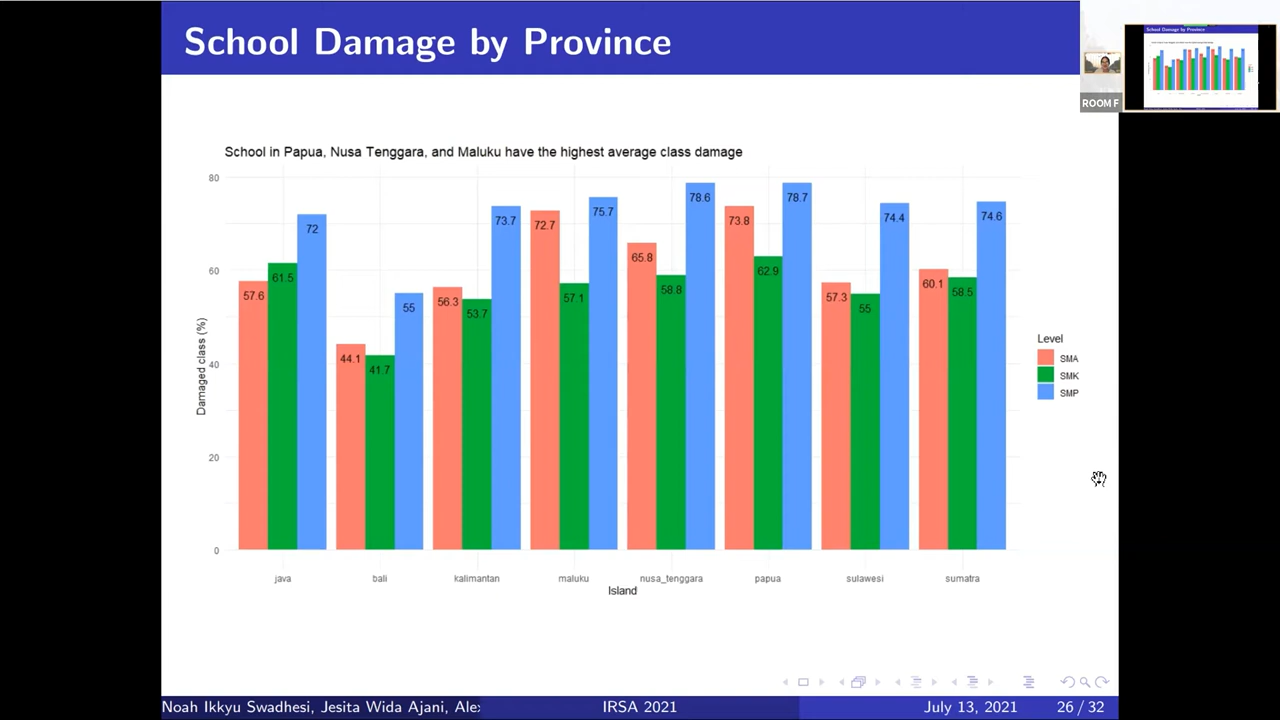 School Damage by Province
School Damage by Province
ROOM F
School in Papua, Nusa Tenggara, and Maluku have the highest average class damage
Damaged class (%)
80
60
40
20
0
57.6
61.5
72
44.1
41.7
55
56.3
53.7
73.7
72.7
57.1
75.7
65.8
58.8
78.6
73.8
62.9
78.7
57.3
55
74.4
60.1
58.5
74.6
java bali kalimantan maluku nusa_tenggara papua sulawesi sumatra
Island
Level
SMA
SMK
SMP
Noah Ikkyu Swadhesi, Jesita Wida Ajani, Ale
IRSA 2021
July 13, 2021
26 / 32